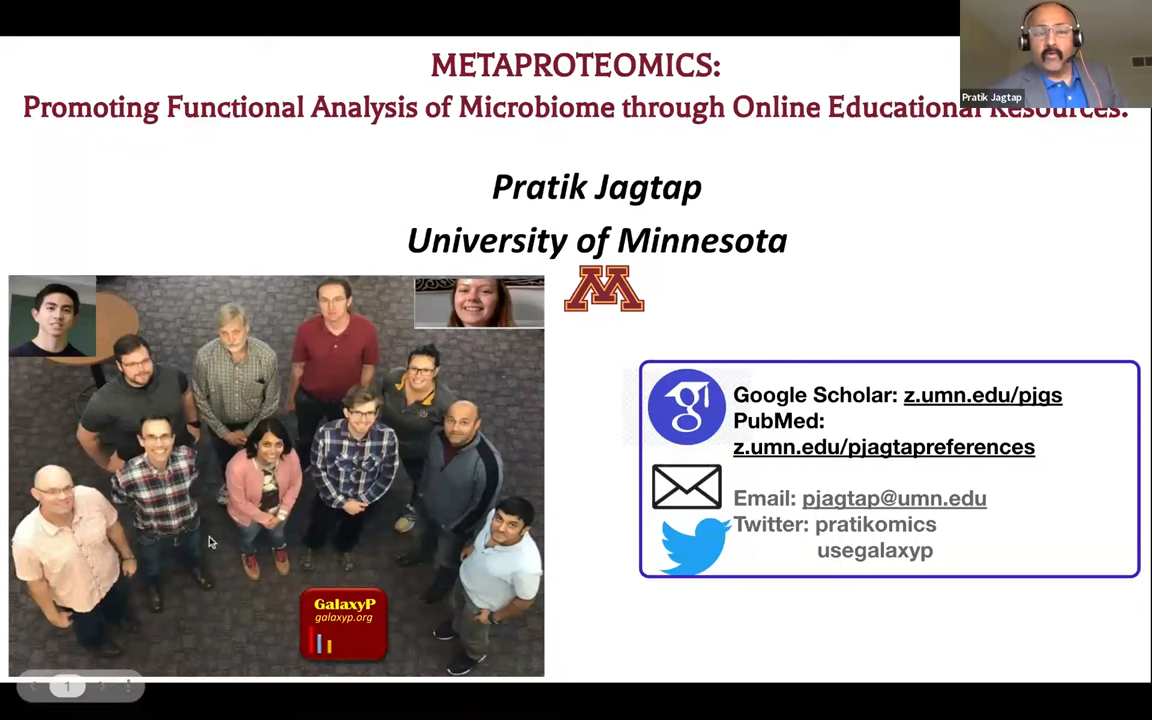 METAPROTEOMICS:
Promoting Functional Analysis of Microbiome through Online Educational Resources.
Pratik Jagtap
Pratik Jagtap
University of Minnesota
M
Google Scholar: z.umn.edu/pjgs
PubMed:
z.umn.edu/pjagtapreferences
Email: pjagtap@umn.edu
Twitter: pratikomics
usegalaxyp
GalaxyP
galaxyp.org
1